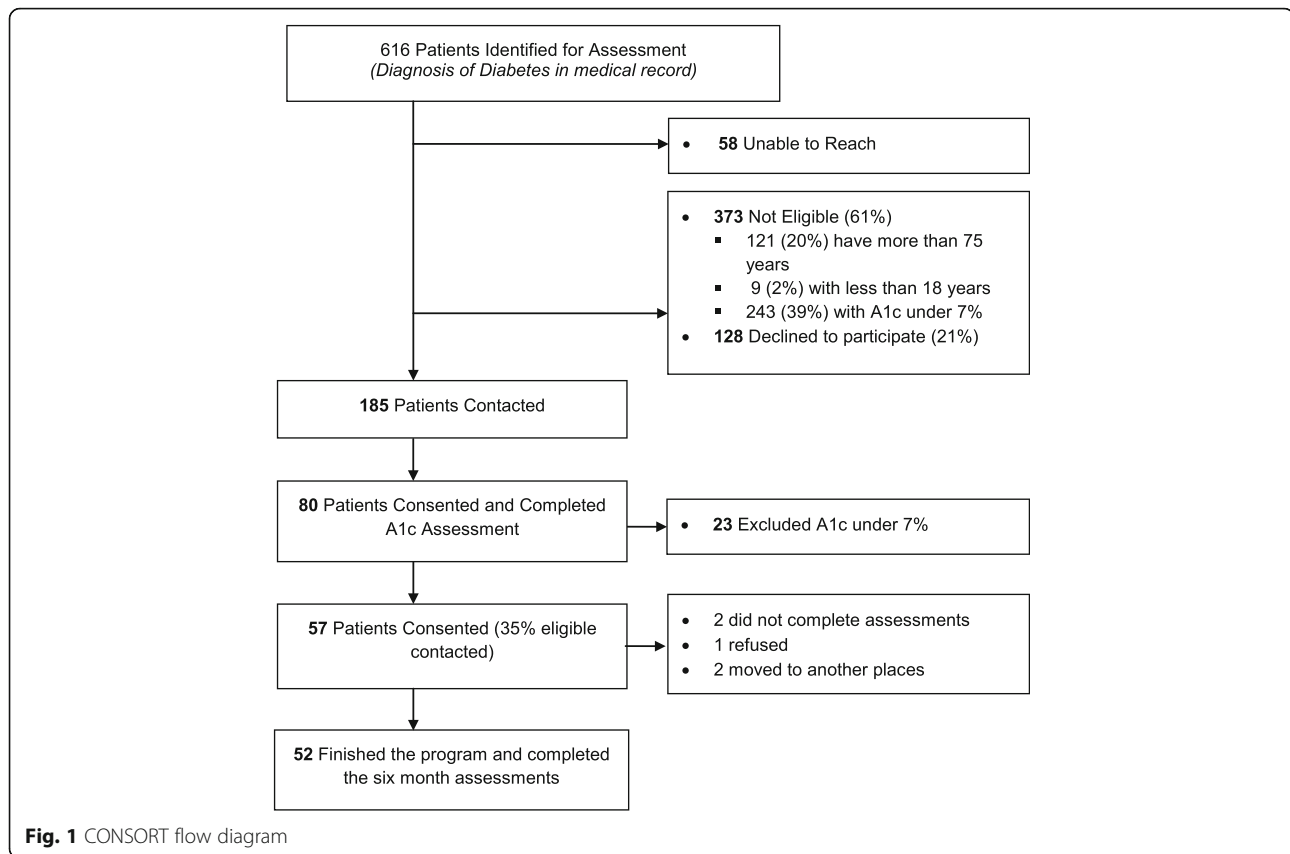 616 Patients Identified for Assessment
(Diagnosis of Diabetes in medical record)
• 58 Unable to Reach
• 373 Not Eligible (61%)
▪ 121 (20%) have more than 75
years
▪ 9 (2%) with less than 18 years
▪ 243 (39%) with A1c under 7%
• 128 Declined to participate (21%)
185 Patients Contacted
80 Patients Consented and Completed
A1c Assessment
• 23 Excluded A1c under 7%
57 Patients Consented (35% eligible
contacted)
• 2 did not complete assessments
• 1 refused
• 2 moved to another places
52 Finished the program and completed
the six month assessments
Fig. 1 CONSORT flow diagram